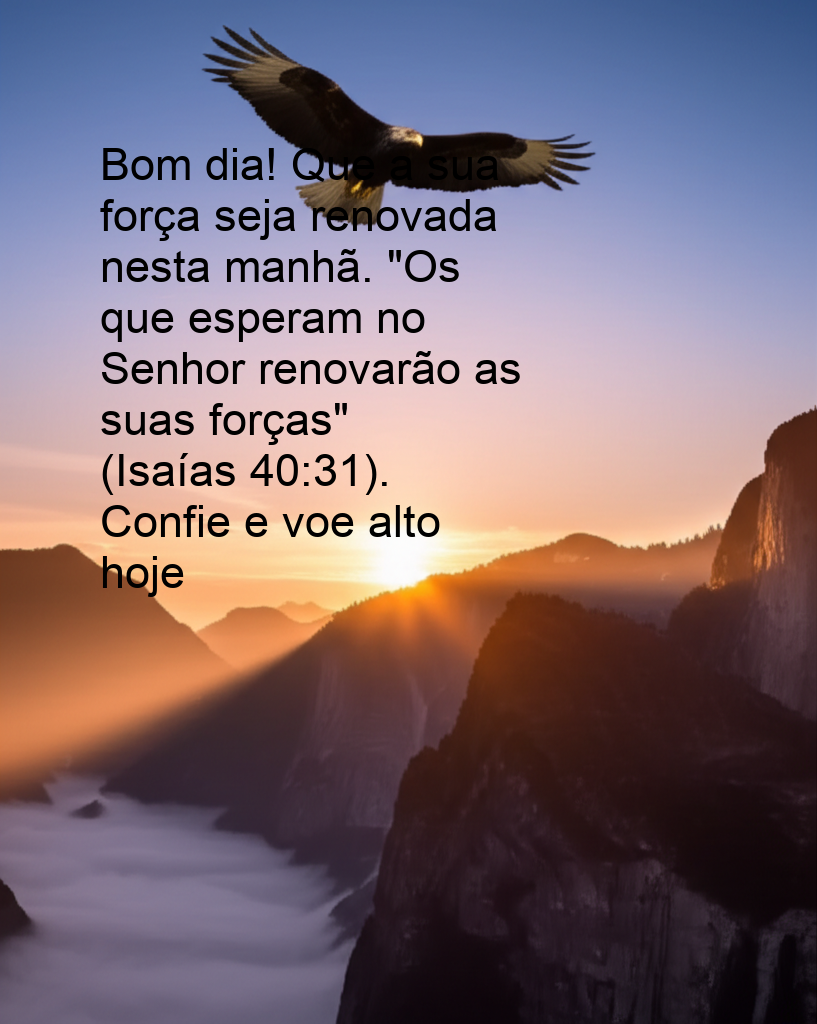 Bom dia! Que a sua
força seja renovada
nesta manhã. "Os
que esperam no
Senhor renovarão as
suas forças"
(Isaías 40:31).
Confie e voe alto
hoje